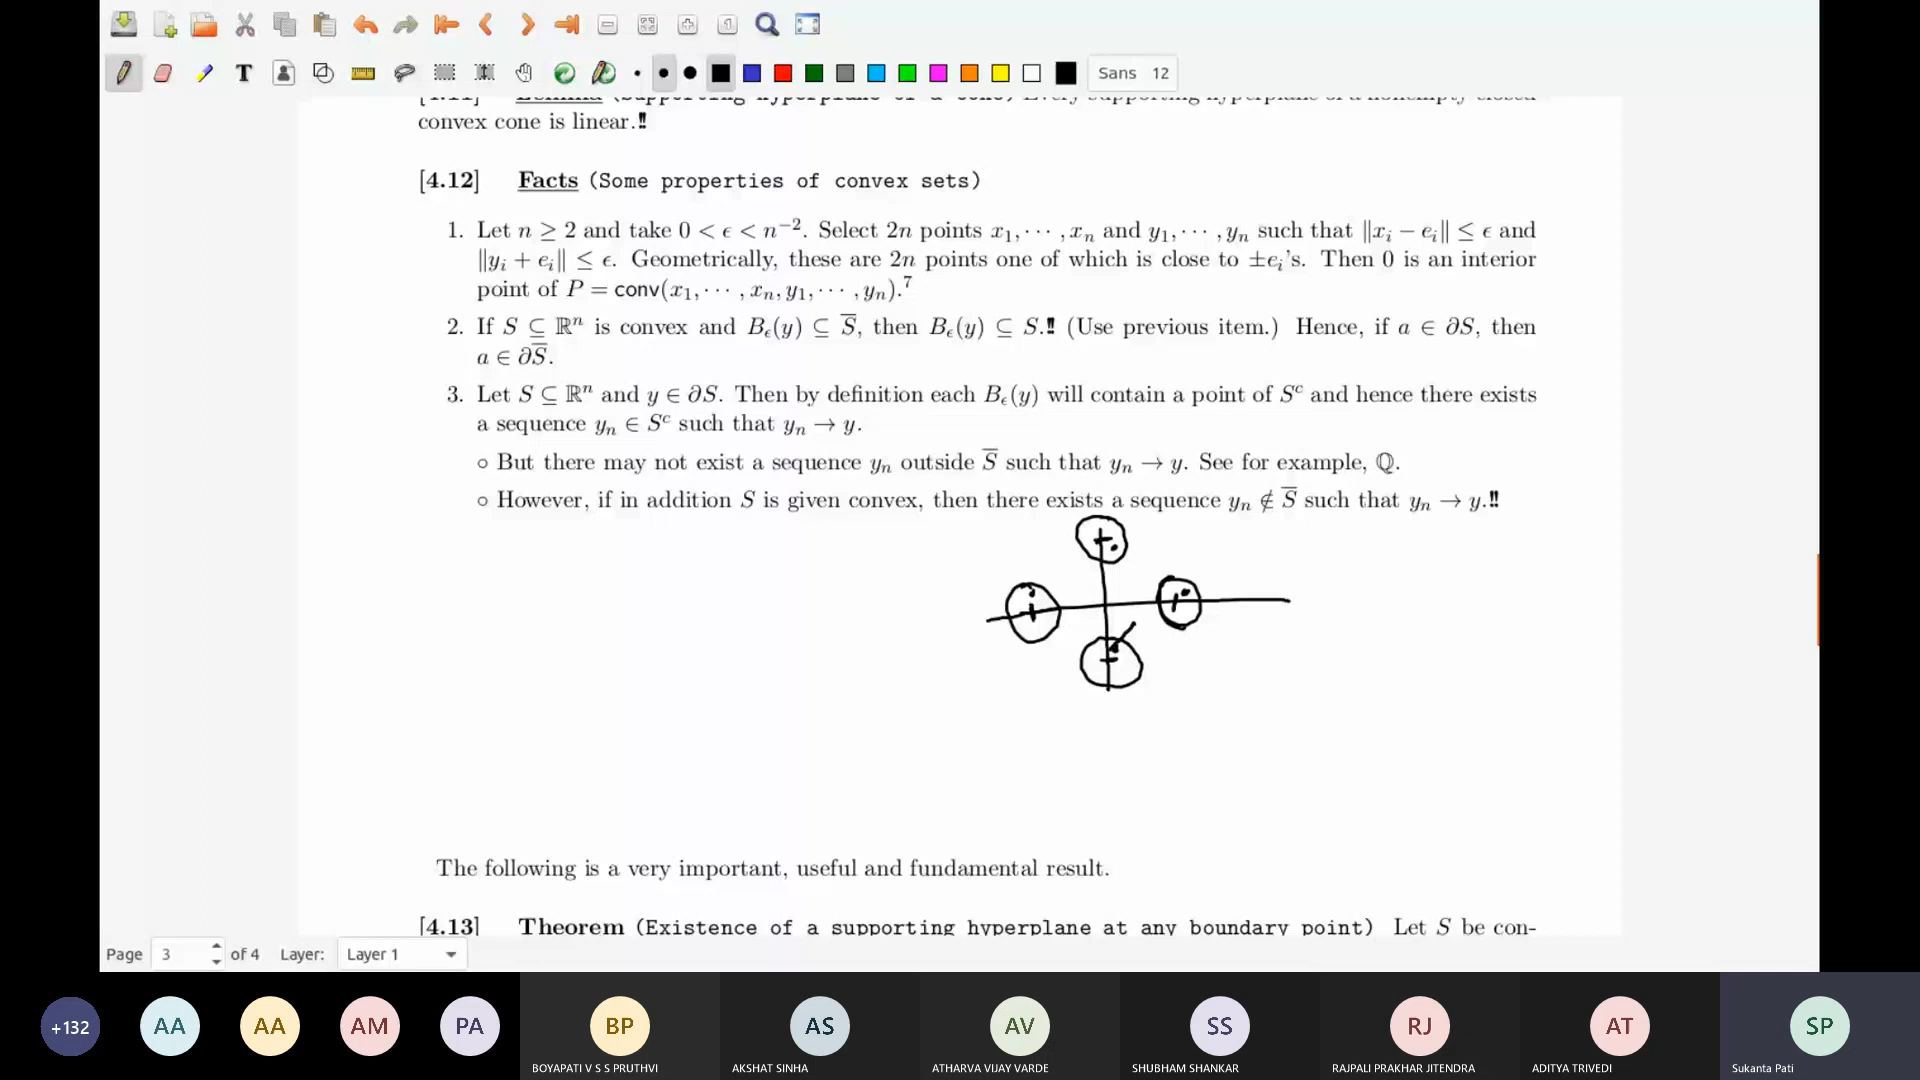 Sans 12
convex cone is linear.!!
[4.12] Facts (Some properties of convex sets)
1. Let n ≥ 2 and take 0 < ϵ < n⁻². Select 2n points x₁, ⋯ , xₙ and y₁, ⋯ , yₙ such that ‖xᵢ − eᵢ‖ ≤ ϵ and
‖yᵢ + eᵢ‖ ≤ ϵ. Geometrically, these are 2n points one of which is close to ±eᵢ's. Then 0 is an interior
point of P = conv(x₁, ⋯ , xₙ, y₁, ⋯ , yₙ).⁷
2. If S ⊆ ℝⁿ is convex and B_ϵ(y) ⊆ S̅, then B_ϵ(y) ⊆ S.!! (Use previous item.) Hence, if a ∈ ∂S, then
a ∈ ∂S̅.
3. Let S ⊆ ℝⁿ and y ∈ ∂S. Then by definition each B_ϵ(y) will contain a point of Sᶜ and hence there exists
a sequence yₙ ∈ Sᶜ such that yₙ → y.
○ But there may not exist a sequence yₙ outside S̅ such that yₙ → y. See for example, ℚ.
○ However, if in addition S is given convex, then there exists a sequence yₙ ∉ S̅ such that yₙ → y.!!
The following is a very important, useful and fundamental result.
[4.13] Theorem (Existence of a supporting hyperplane at any boundary point) Let S be con-
Page 3 of 4 Layer: Layer 1
+132 AA AA AM PA BP AS AV SS RJ AT SP
BOYAPATI V S S PRUTHVI AKSHAT SINHA ATHARVA VIJAY VARDE SHUBHAM SHANKAR RAJPALI PRAKHAR JITENDRA ADITYA TRIVEDI Sukanta Pati